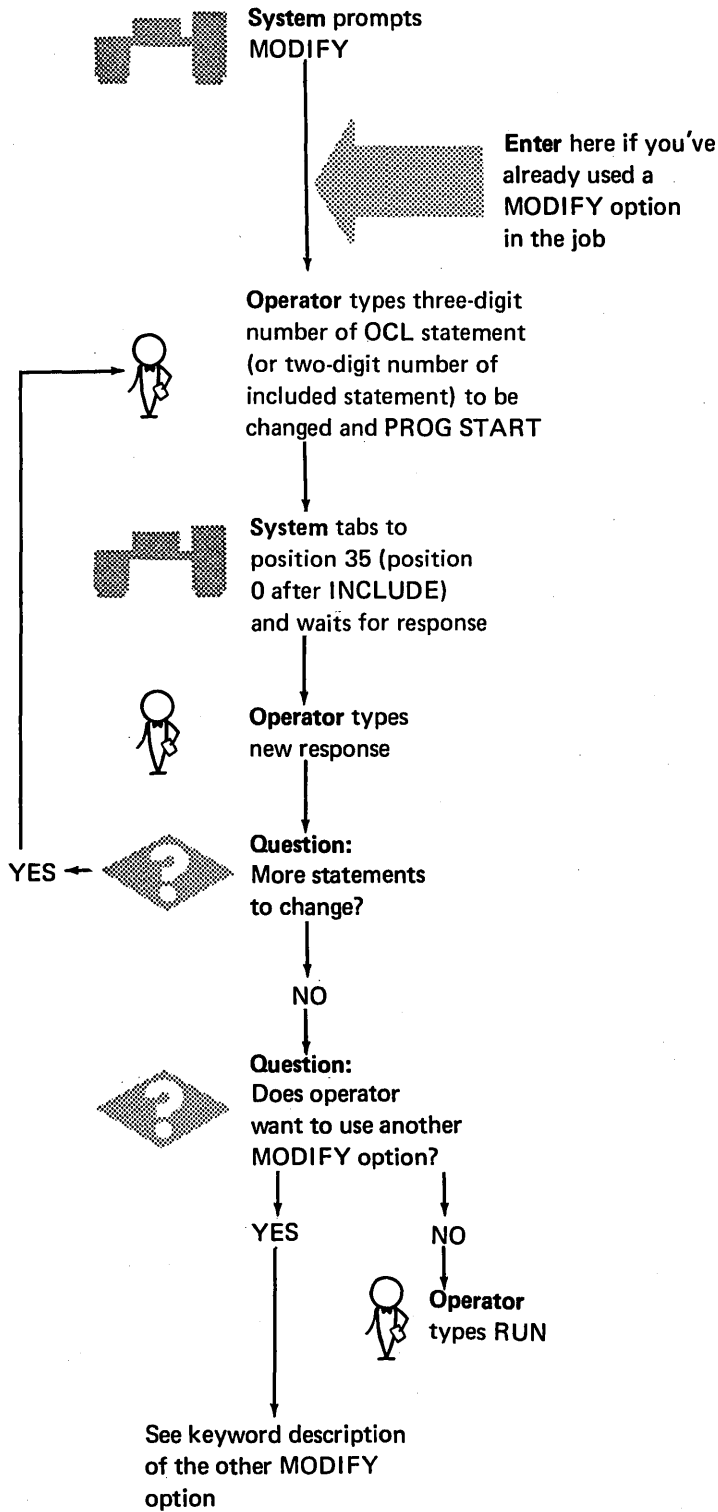 System prompts
MODIFY
Enter here if you've
already used a
MODIFY option
in the job
Operator types three-digit
number of OCL statement
(or two-digit number of
included statement) to be
changed and PROG START
System tabs to
position 35 (position
0 after INCLUDE)
and waits for response
Operator types
new response
Question:
More statements
to change?
YES
?
NO
Question:
Does operator
want to use another
MODIFY option?
?
YES
NO
Operator
types RUN
See keyword description
of the other MODIFY
option